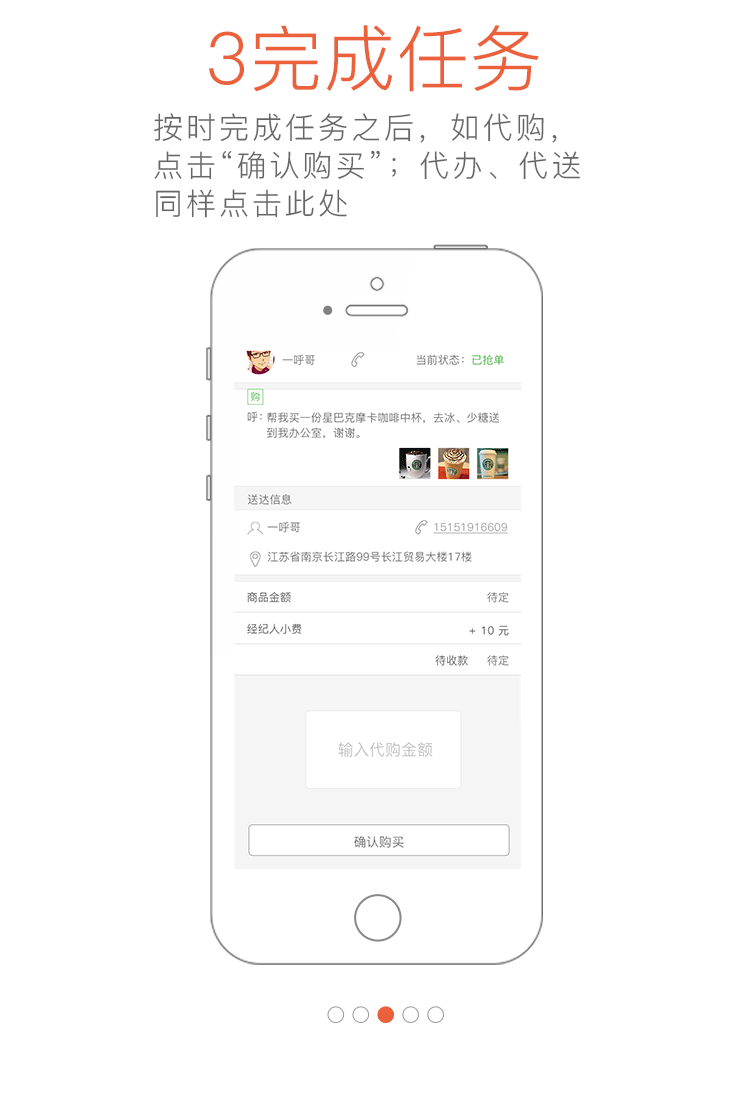 3完成任务
按时完成任务之后，如代购，
点击“确认购买”；代办、代送
同样点击此处
一呼哥
当前状态：已抢单
购
呼：帮我买一份星巴克摩卡咖啡中杯，去冰、少糖送
到我办公室，谢谢。
送达信息
一呼哥
15151916609
江苏省南京长江路99号长江贸易大楼17楼
商品金额 待定
经纪人小费 + 10 元
待收款 待定
输入代购金额
确认购买